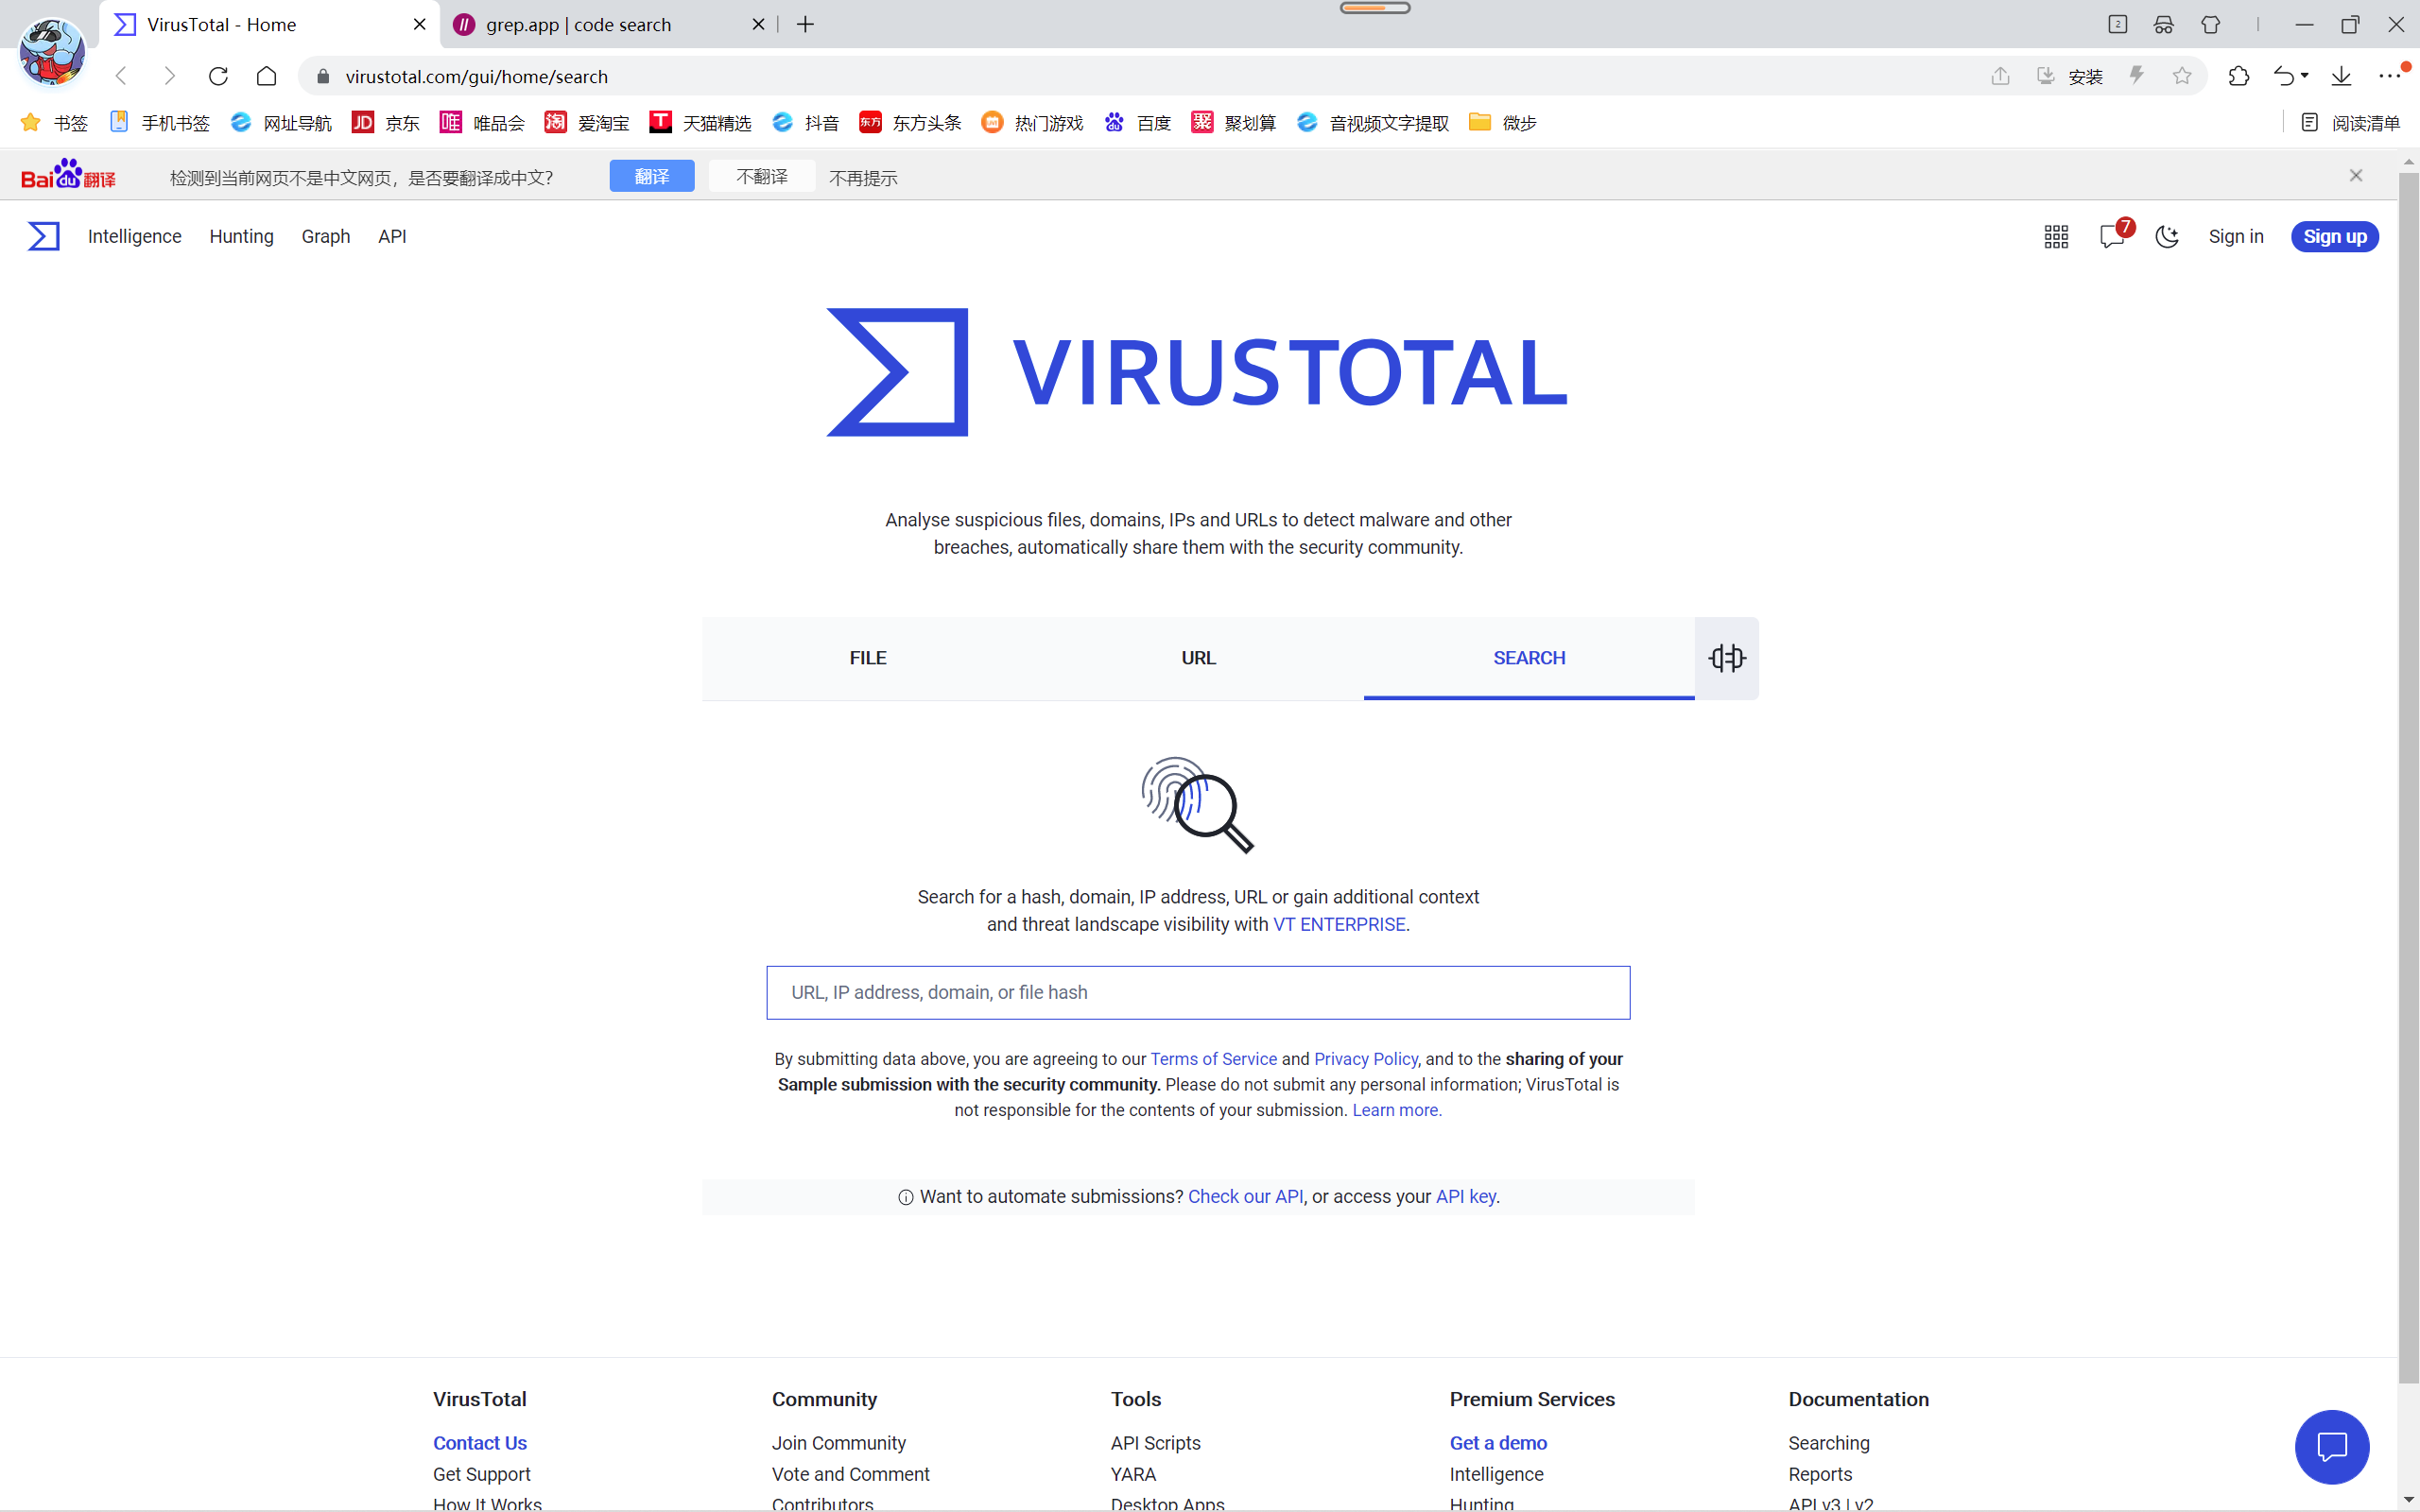 VirusTotal - Home
grep.app | code search
2
virustotal.com/gui/home/search
安装
书签
手机书签
网址导航
JD 京东
唯 唯品会
淘 爱淘宝
T 天猫精选
抖音
东方 东方头条
热门游戏
du 百度
聚 聚划算
音视频文字提取
微步
阅读清单
Bai du 翻译
检测到当前网页不是中文网页，是否要翻译成中文?
翻译
不翻译
不再提示
Intelligence
Hunting
Graph
API
7
Sign in
Sign up
VIRUSTOTAL
Analyse suspicious files, domains, IPs and URLs to detect malware and other
breaches, automatically share them with the security community.
FILE
URL
SEARCH
Search for a hash, domain, IP address, URL or gain additional context
and threat landscape visibility with VT ENTERPRISE.
URL, IP address, domain, or file hash
By submitting data above, you are agreeing to our Terms of Service and Privacy Policy, and to the sharing of your
Sample submission with the security community. Please do not submit any personal information; VirusTotal is
not responsible for the contents of your submission. Learn more.
Want to automate submissions? Check our API, or access your API key.
VirusTotal
Contact Us
Get Support
How It Works
Community
Join Community
Vote and Comment
Contributors
Tools
API Scripts
YARA
Desktop Apps
Premium Services
Get a demo
Intelligence
Hunting
Documentation
Searching
Reports
API v3 | v2